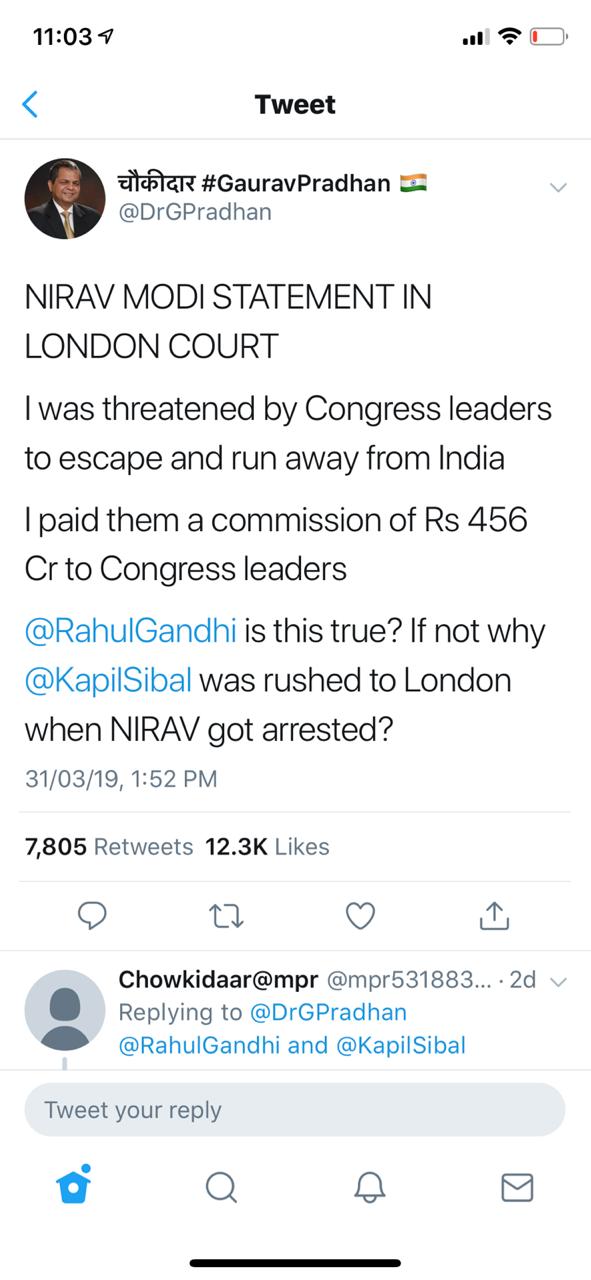 11:03
Tweet
चौकीदार #GauravPradhan 🇮🇳
@DrGPradhan
NIRAV MODI STATEMENT IN
LONDON COURT
I was threatened by Congress leaders
to escape and run away from India
I paid them a commission of Rs 456
Cr to Congress leaders
@RahulGandhi is this true? If not why
@KapilSibal was rushed to London
when NIRAV got arrested?
31/03/19, 1:52 PM
7,805 Retweets 12.3K Likes
Chowkidaar@mpr @mpr531883... · 2d
Replying to @DrGPradhan
@RahulGandhi and @KapilSibal
Tweet your reply